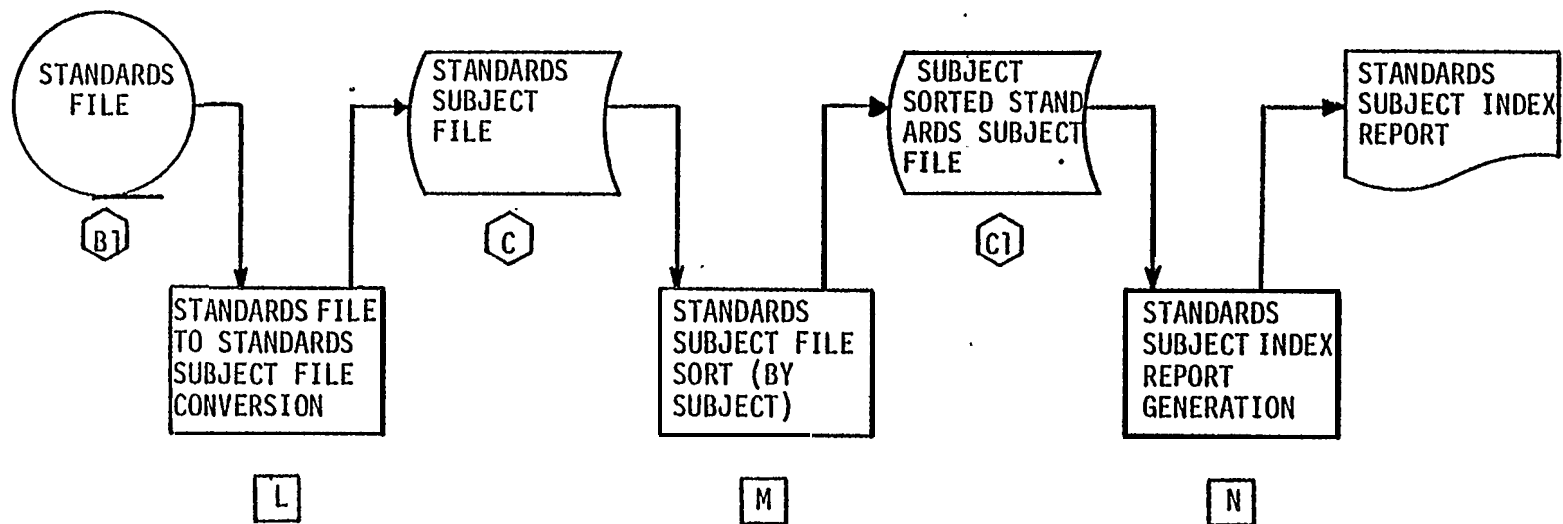 STANDARDS
FILE
B1
STANDARDS
SUBJECT
FILE
C
SUBJECT
SORTED STAND
ARDS SUBJECT
FILE
C1
STANDARDS
SUBJECT INDEX
REPORT
STANDARDS FILE
TO STANDARDS
SUBJECT FILE
CONVERSION
L
STANDARDS
SUBJECT FILE
SORT (BY
SUBJECT)
M
STANDARDS
SUBJECT INDEX
REPORT
GENERATION
N